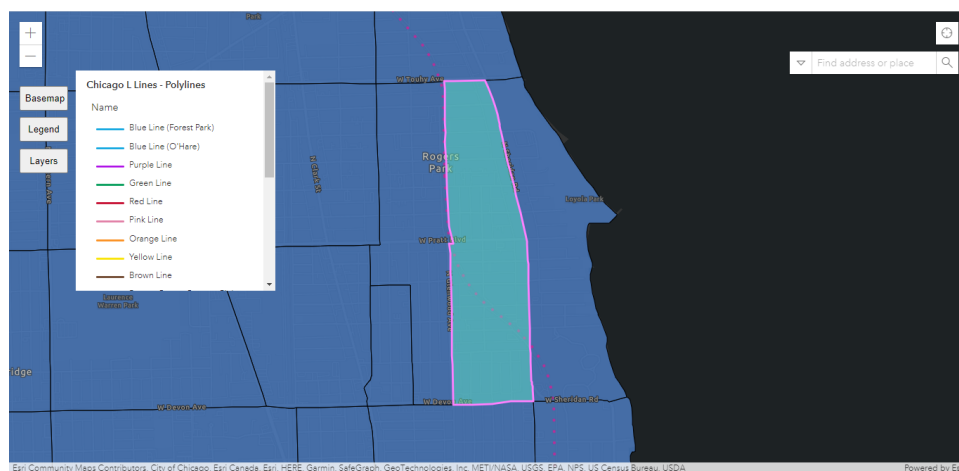 Park
Find address or place
W Touhy Ave
Chicago L Lines - Polylines
Name
Basemap
Blue Line (Forest Park)
Legend
Blue Line (O'Hare)
Layers
Purple Line
Green Line
Red Line
Pink Line
Orange Line
Yellow Line
Brown Line
Rogers
Park
N Clark St
Loyola Park
W Pratt Blvd
Laurence
Warren Park
idge
W Devon Ave
W Devon Ave
W Sheridan Rd
Esri Community Maps Contributors, City of Chicago, Esri Canada, Esri, HERE, Garmin, SafeGraph, GeoTechnologies, Inc, METI/NASA, USGS, EPA, NPS, US Census Bureau, USDA
Powered by Es